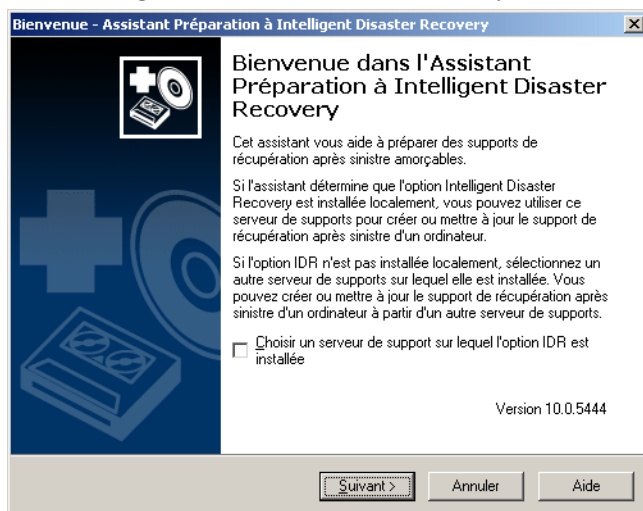 Bienvenue - Assistant Préparation à Intelligent Disaster Recovery
Bienvenue dans l'Assistant
Préparation à Intelligent Disaster
Recovery
Cet assistant vous aide à préparer des supports de
récupération après sinistre amorçables.
Si l'assistant détermine que l'option Intelligent Disaster
Recovery est installée localement, vous pouvez utiliser ce
serveur de supports pour créer ou mettre à jour le support de
récupération après sinistre d'un ordinateur.
Si l'option IDR n'est pas installée localement, sélectionnez un
autre serveur de supports sur lequel elle est installée. Vous
pouvez créer ou mettre à jour le support de récupération après
sinistre d'un ordinateur à partir d'un autre serveur de supports.
Choisir un serveur de support sur lequel l'option IDR est
installée
Version 10.0.5444
Suivant > Annuler Aide